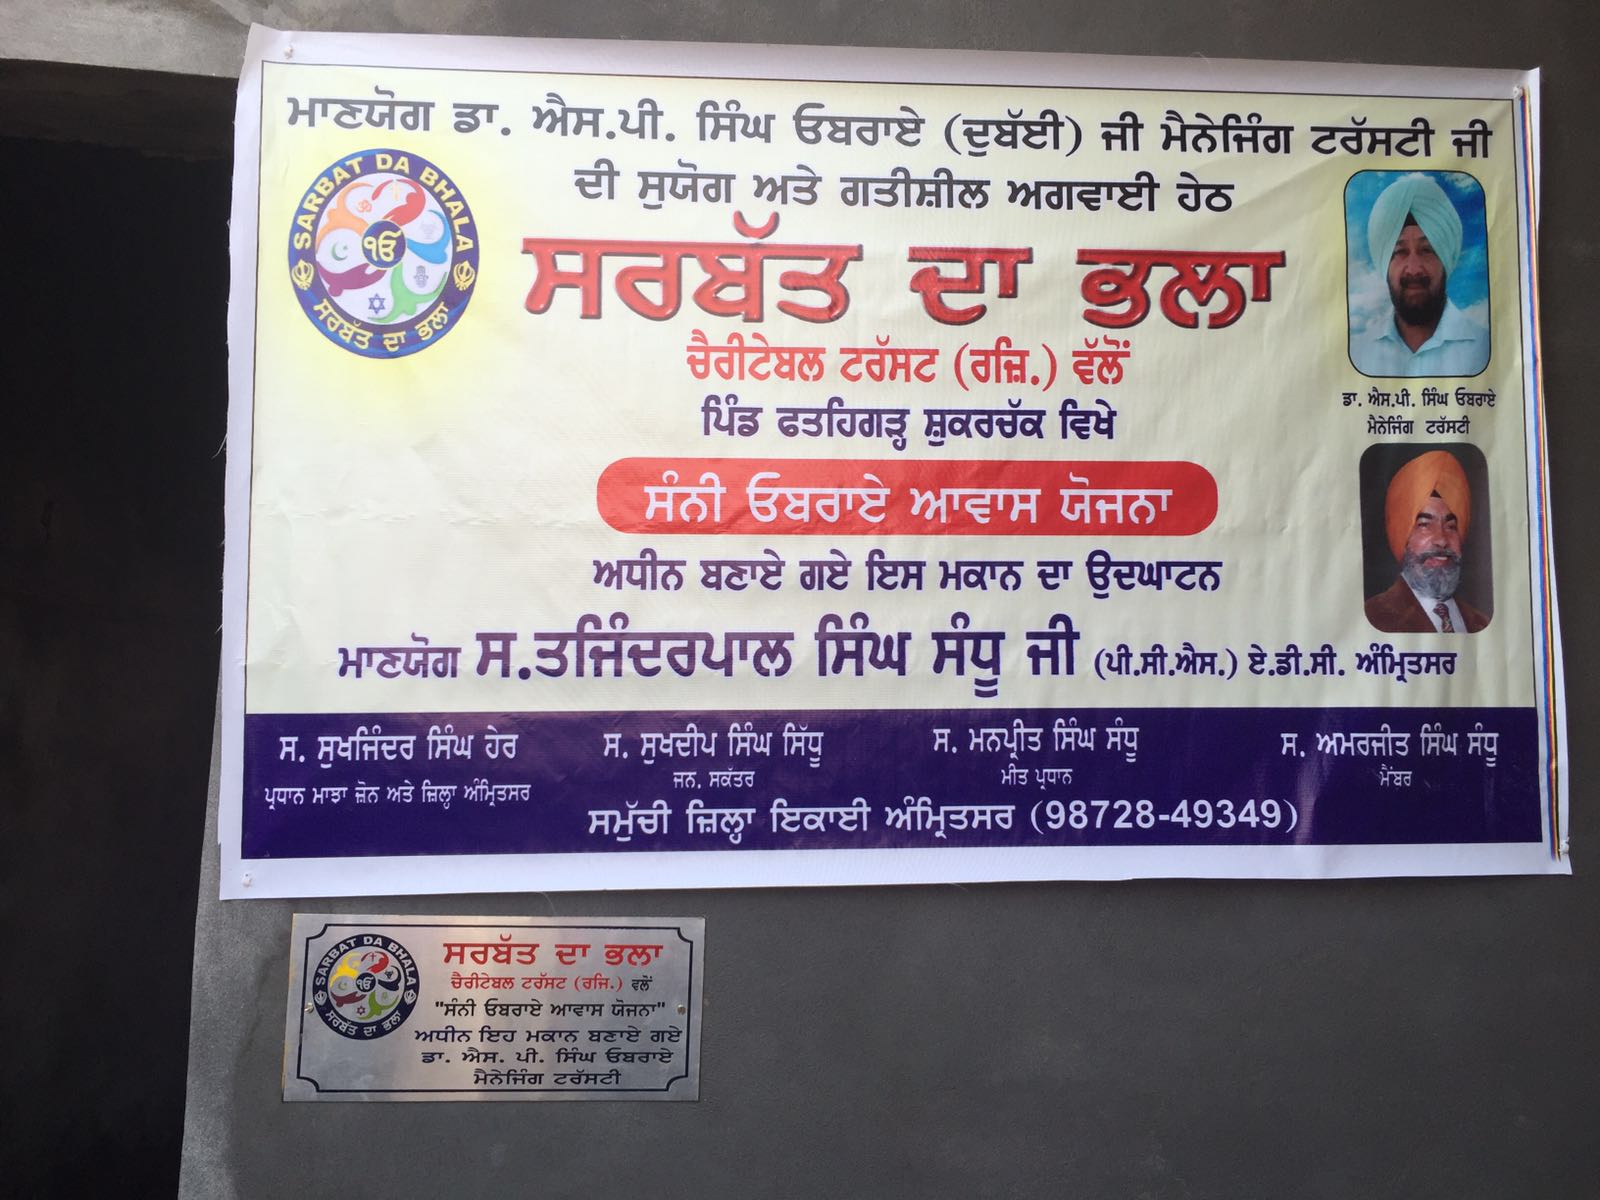 ਮਾਣਯੋਗ ਡਾ. ਐਸ.ਪੀ. ਸਿੰਘ ਓਬਰਾਏ (ਦੁਬੱਈ) ਜੀ ਮੈਨੇਜਿੰਗ ਟਰੱਸਟੀ ਜੀ
ਦੀ ਸੁਯੋਗ ਅਤੇ ਗਤੀਸ਼ੀਲ ਅਗਵਾਈ ਹੇਠ
SARBAT DA BHALA
ੴ
ਸਰਬੱਤ ਦਾ ਭਲਾ
ਸਰਬੱਤ ਦਾ ਭਲਾ
ਚੈਰੀਟੇਬਲ ਟਰੱਸਟ (ਰਜ਼ਿ.) ਵੱਲੋਂ
ਪਿੰਡ ਫਤਹਿਗੜ੍ਹ ਸ਼ੁਕਰਚੱਕ ਵਿਖੇ
ਡਾ. ਐਸ.ਪੀ. ਸਿੰਘ ਓਬਰਾਏ
ਮੈਨੇਜਿੰਗ ਟਰੱਸਟੀ
ਸੰਨੀ ਓਬਰਾਏ ਆਵਾਸ ਯੋਜਨਾ
ਅਧੀਨ ਬਣਾਏ ਗਏ ਇਸ ਮਕਾਨ ਦਾ ਉਦਘਾਟਨ
ਮਾਣਯੋਗ ਸ.ਤਜਿੰਦਰਪਾਲ ਸਿੰਘ ਸੰਧੂ ਜੀ (ਪੀ.ਸੀ.ਐਸ.) ਏ.ਡੀ.ਸੀ. ਅੰਮ੍ਰਿਤਸਰ
ਸ. ਸੁਖਜਿੰਦਰ ਸਿੰਘ ਹੇਰ
ਪ੍ਰਧਾਨ ਮਾਝਾ ਜ਼ੋਨ ਅਤੇ ਜ਼ਿਲ੍ਹਾ ਅੰਮ੍ਰਿਤਸਰ
ਸ. ਸੁਖਦੀਪ ਸਿੰਘ ਸਿੱਧੂ
ਜਨ. ਸਕੱਤਰ
ਸ. ਮਨਪ੍ਰੀਤ ਸਿੰਘ ਸੰਧੂ
ਮੀਤ ਪ੍ਰਧਾਨ
ਸ. ਅਮਰਜੀਤ ਸਿੰਘ ਸੰਧੂ
ਮੈਂਬਰ
ਸਮੁੱਚੀ ਜ਼ਿਲ੍ਹਾ ਇਕਾਈ ਅੰਮ੍ਰਿਤਸਰ (98728-49349)
SARBAT DA BHALA
ੴ
ਸਰਬੱਤ ਦਾ ਭਲਾ
ਸਰਬੱਤ ਦਾ ਭਲਾ
ਚੈਰੀਟੇਬਲ ਟਰੱਸਟ (ਰਜਿ.) ਵਲੋਂ
"ਸੰਨੀ ਓਬਰਾਏ ਆਵਾਸ ਯੋਜਨਾ"
ਅਧੀਨ ਇਹ ਮਕਾਨ ਬਣਾਏ ਗਏ
ਡਾ. ਐਸ. ਪੀ. ਸਿੰਘ ਓਬਰਾਏ
ਮੈਨੇਜਿੰਗ ਟਰੱਸਟੀ